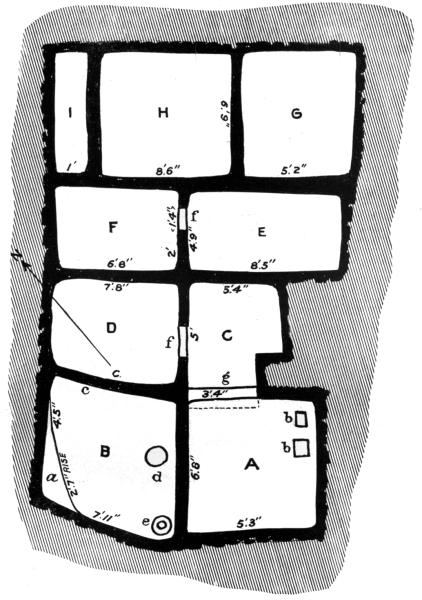 I
H
G
6'9"
1'
8'6"
5'2"
F
1'4"
f
E
4'9"
2'
6'8"
8'5"
N
7'8"
5'4"
D
f
5'
C
c.
g
c
3'4"
4'5"
b
B
b
d
6'8"
A
a
2'7" RISE
7'11"
e
5'3"